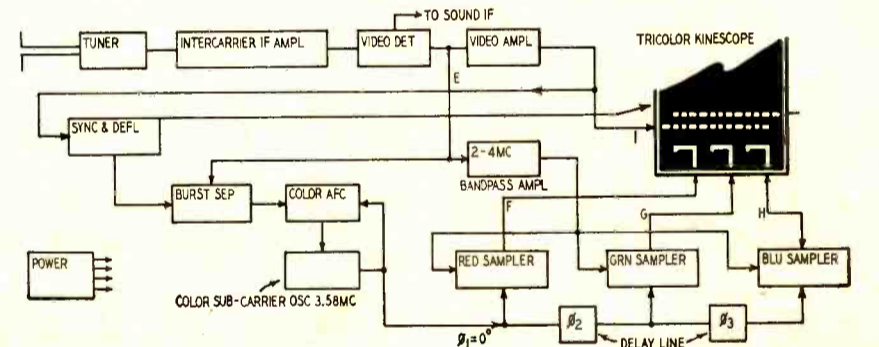 TO SOUND IF
TUNER
INTERCARRIER IF AMPL
VIDEO DET
VIDEO AMPL
TRICOLOR KINESCOPE
E
SYNC & DEFL
I
2-4MC
BANDPASS AMPL
BURST SEP
COLOR AFC
F
G
H
POWER
RED SAMPLER
GRN SAMPLER
BLU SAMPLER
COLOR SUB-CARRIER OSC 3.58MC
Ø1=0°
Ø2
Ø3
DELAY LINE